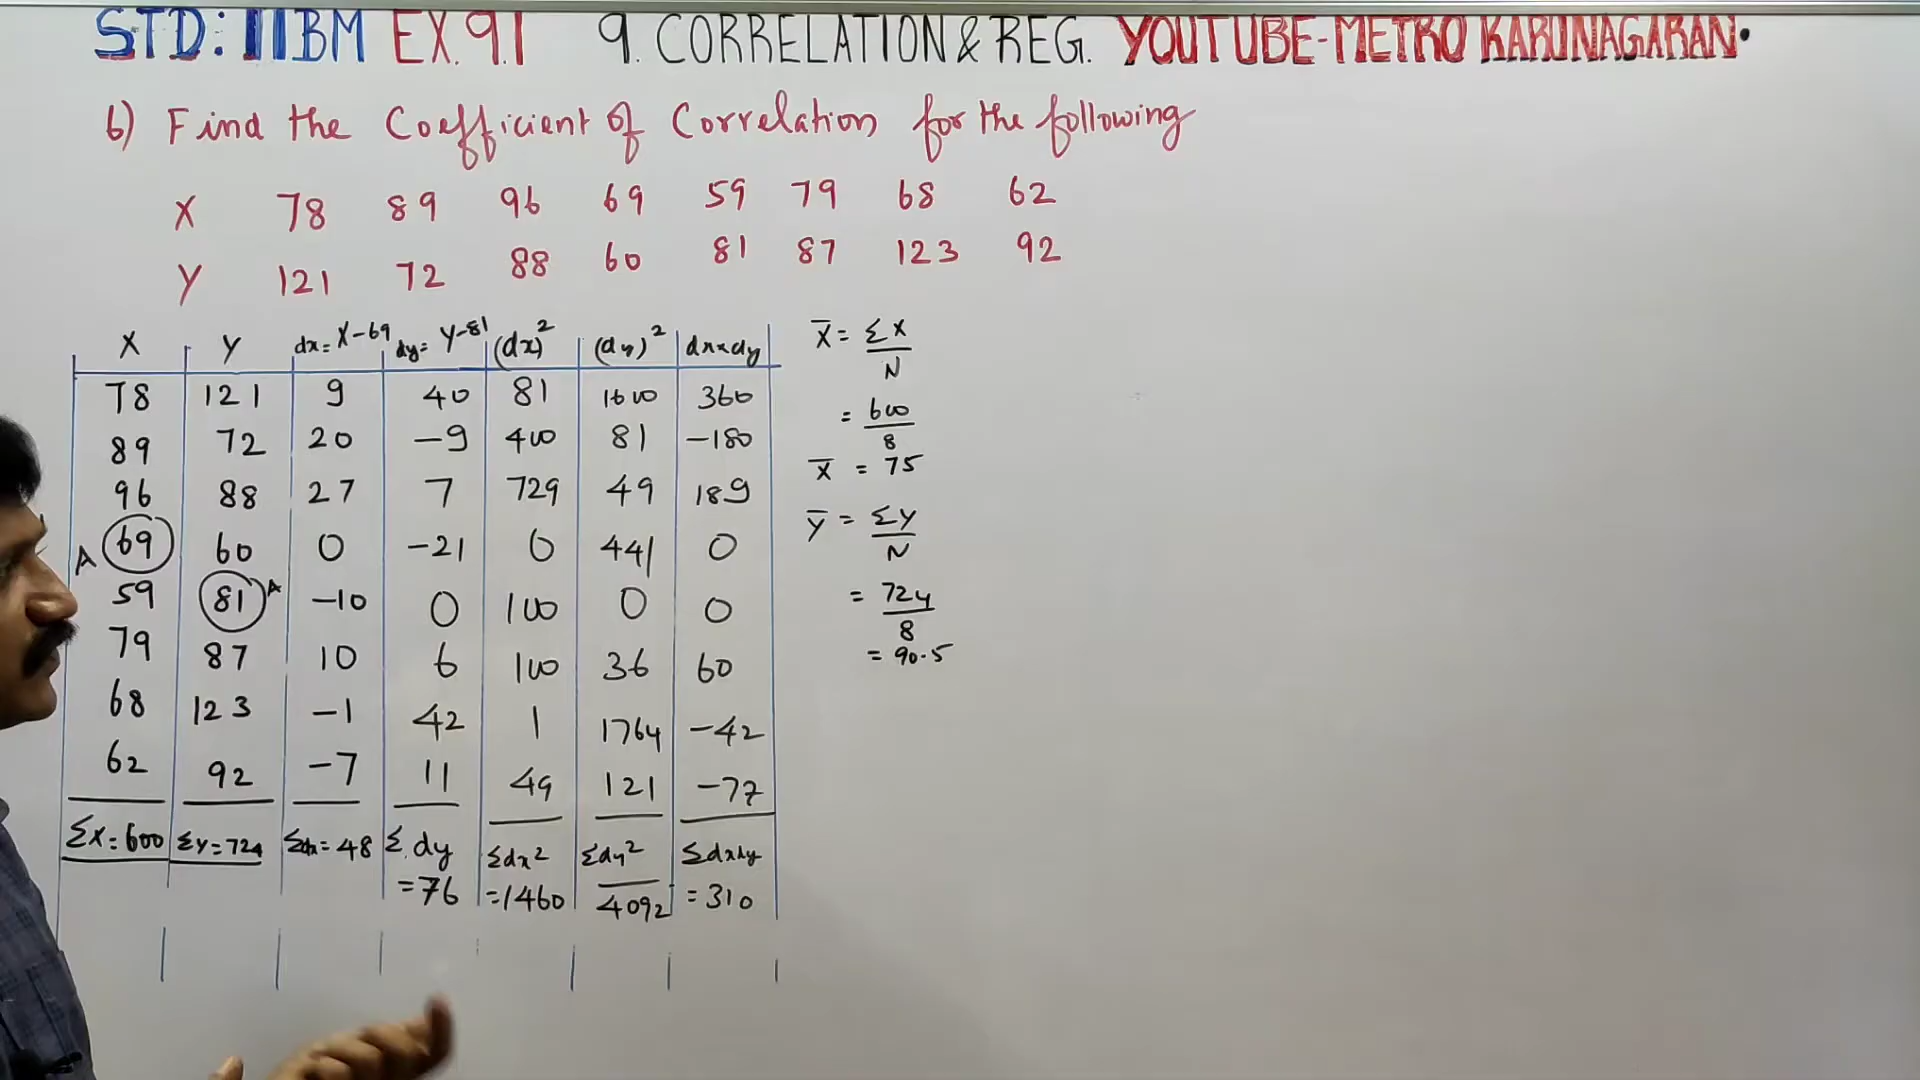 STD: 11BM EX. 9.1 9. CORRELATION & REG. YOUTUBE-METRO KARUNAGARAN.
6) Find the Coefficient of Correlation for the following
X 78 89 96 69 59 79 68 62
Y 121 72 88 60 81 87 123 92
X Y dx = X-69 dy = Y-81 (dx)² (dy)² dx×dy
78 121 9 40 81 1600 360
89 72 20 -9 400 81 -180
96 88 27 7 729 49 189
A 69 60 0 -21 0 441 0
59 81 A -10 0 100 0 0
79 87 10 6 100 36 60
68 123 -1 42 1 1764 -42
62 92 -7 11 49 121 -77
Σx = 600 Σy = 724 Σdx = 48 Σdy Σdx² Σdy² Σdxdy
=76 =1460 4092 = 310
X̄ = ΣX
N
= 600
8
X̄ = 75
Ȳ = ΣY
N
= 724
8
= 90.5